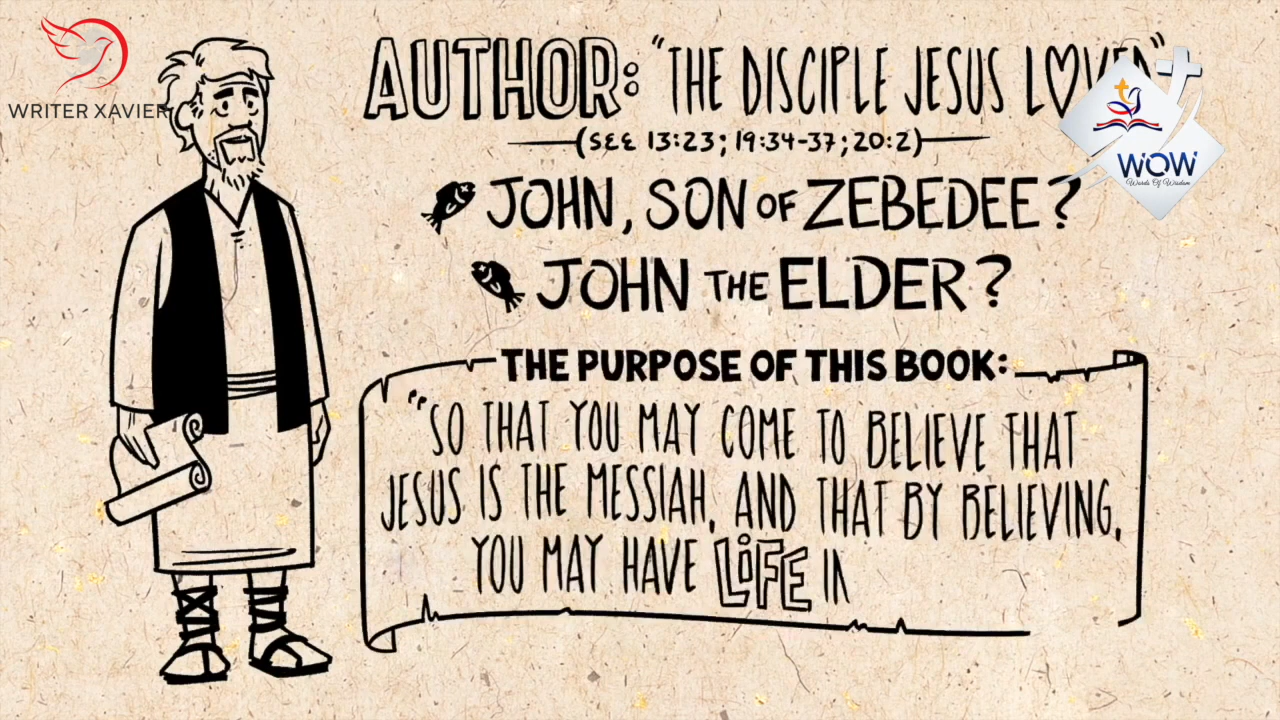 WRITER XAVIER
AUTHOR: "THE DISCIPLE JESUS LOVED"
(SEE 13:23; 19:34-37; 20:2)
JOHN, SON OF ZEBEDEE?
JOHN THE ELDER?
WOW
Words Of Wisdom
THE PURPOSE OF THIS BOOK:
"SO THAT YOU MAY COME TO BELIEVE THAT
JESUS IS THE MESSIAH, AND THAT BY BELIEVING,
YOU MAY HAVE LIFE IN